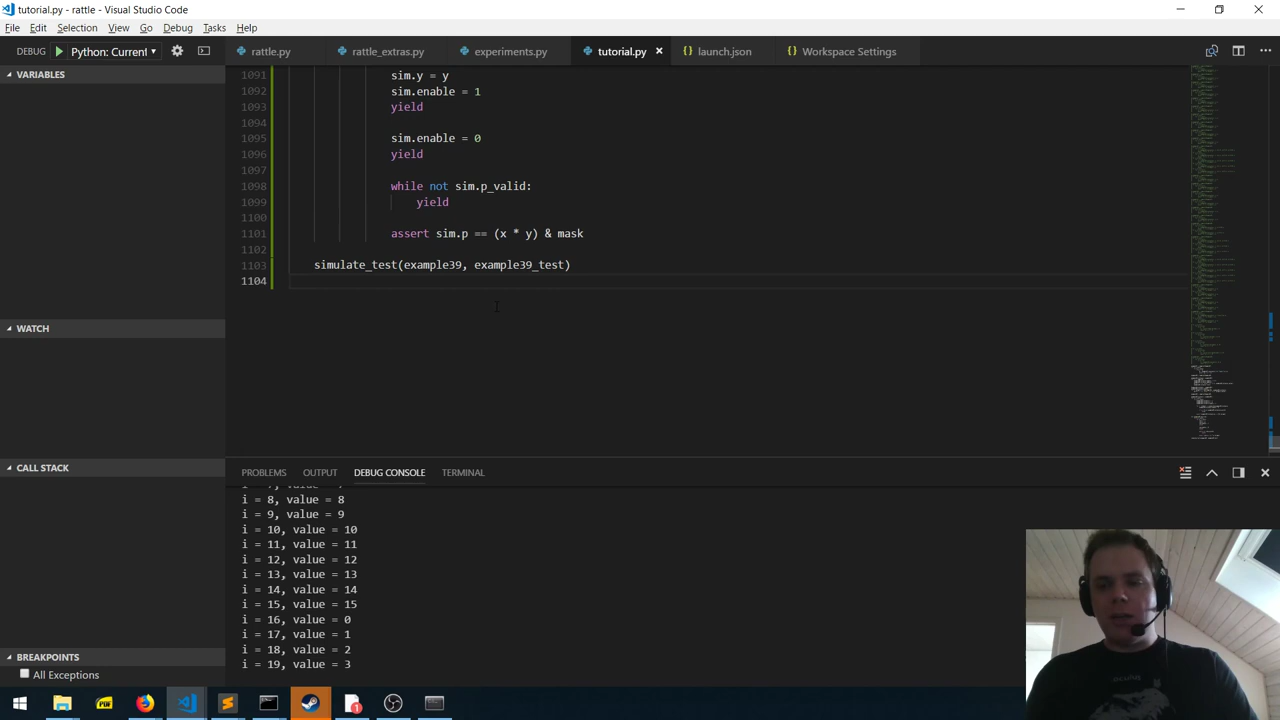 tutorial.py - rattle - Visual Studio Code
File Edit Selection View Go Debug Tasks Help
DEBUG Python: Current
rattle.py rattle_extras.py experiments.py tutorial.py launch.json Workspace Settings
VARIABLES
1091 sim.y = y
1092 sim.enable = 1
1093 yield
1094
1095 sim.enable = 0
1096 yield
1097
1098 while not sim.p_valid:
1099 yield
1100
1101 assert sim.p == (x * y) & mask
1102
1103 simulate_test(example39, example39_test)
1104
WATCH
CALL STACK
BREAKPOINTS
All Exceptions
PROBLEMS OUTPUT DEBUG CONSOLE TERMINAL
i = 8, value = 8
i = 9, value = 9
i = 10, value = 10
i = 11, value = 11
i = 12, value = 12
i = 13, value = 13
i = 14, value = 14
i = 15, value = 15
i = 16, value = 0
i = 17, value = 1
i = 18, value = 2
i = 19, value = 3